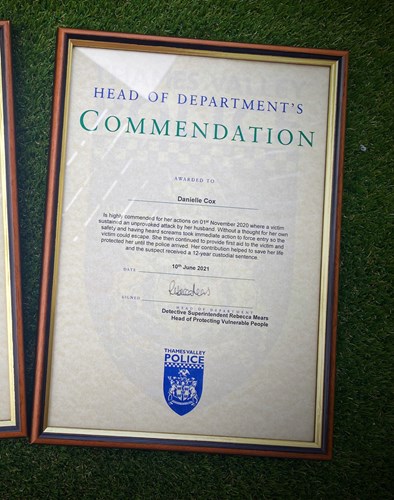 HEAD OF DEPARTMENT'S
COMMENDATION
AWARDED TO
Danielle Cox
Is highly commended for her actions on 01st November 2020 where a victim
sustained an unprovoked attack by her husband. Without a thought for her own
safety and having heard screams took immediate action to force entry so the
victim could escape. She then continued to provide first aid to the victim and
protected her until the police arrived. Her contribution helped to save her life
and the suspect received a 12-year custodial sentence.
DATE 10th June 2021
SIGNED
HEAD OF DEPARTMENT
Detective Superintendent Rebecca Mears
Head of Protecting Vulnerable People
THAMES VALLEY
POLICE